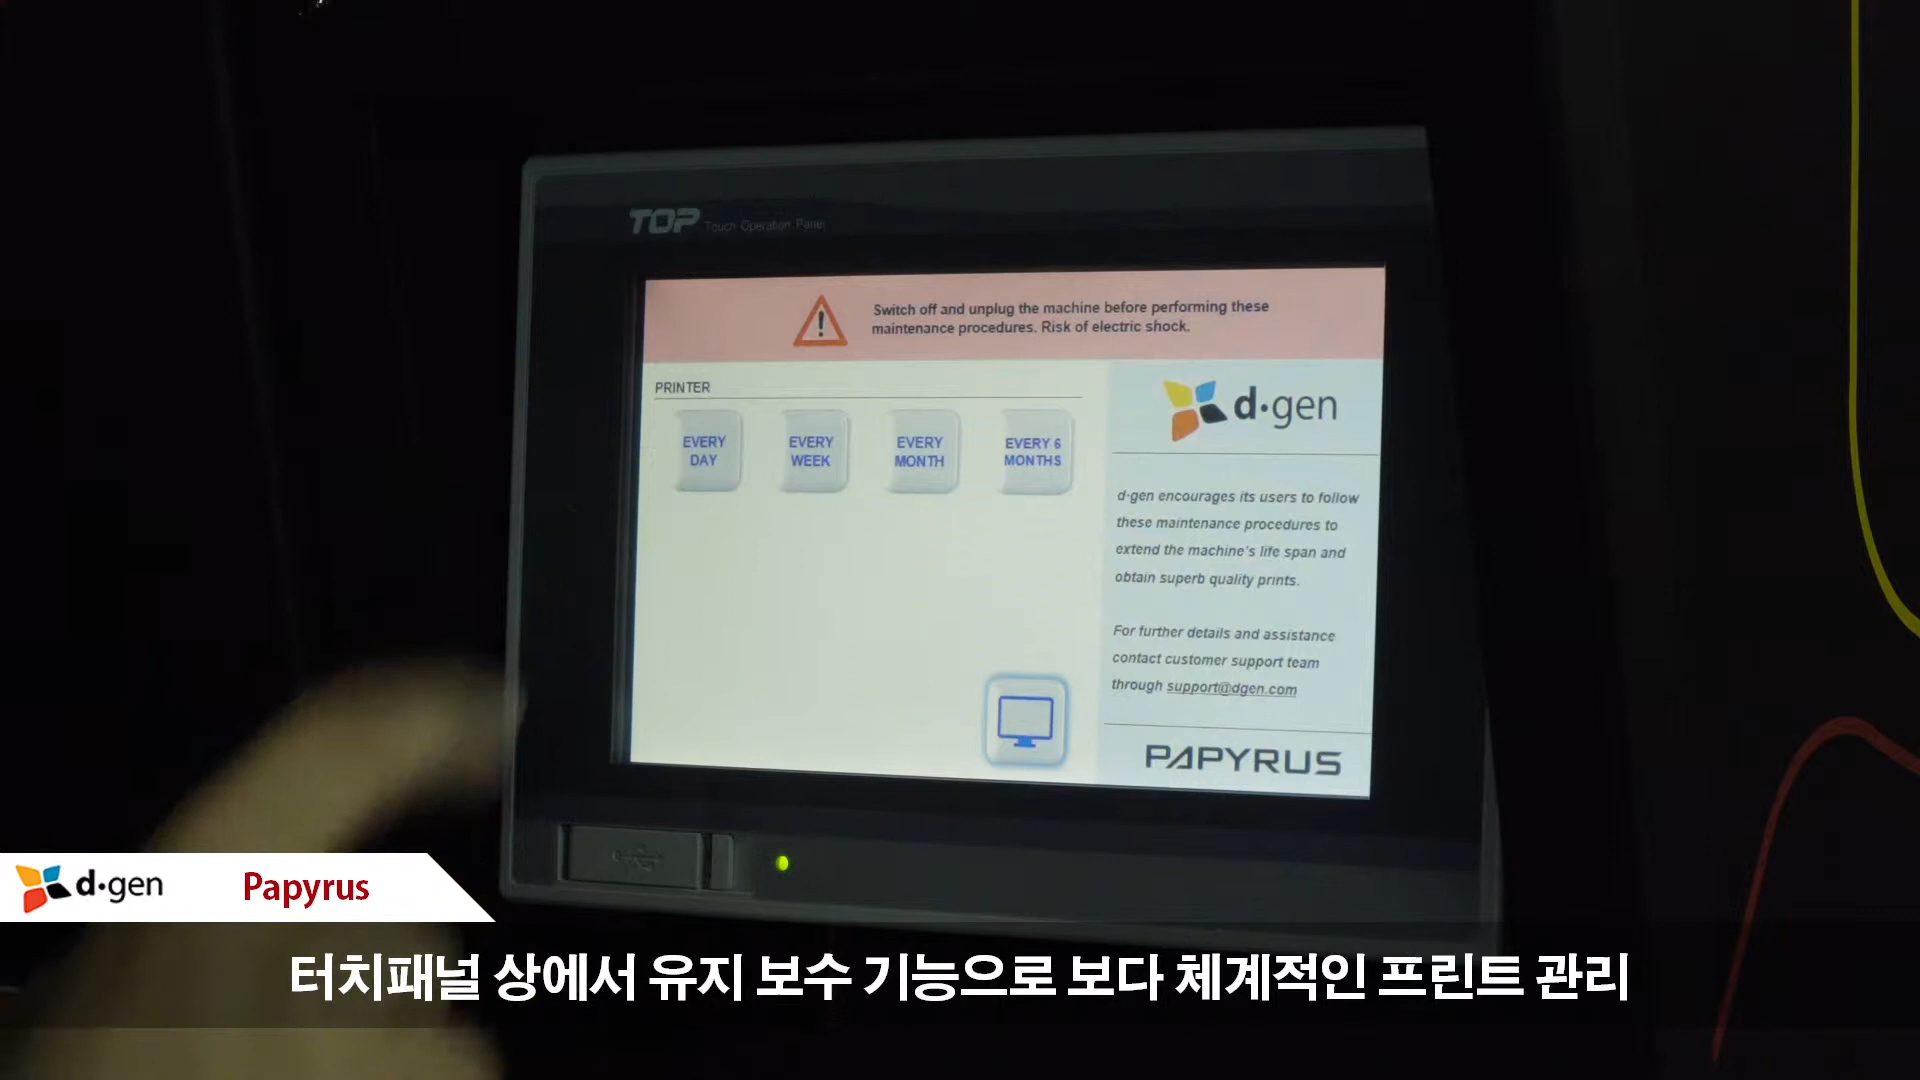 TOP Touch Operation Panel
Switch off and unplug the machine before performing these
maintenance procedures. Risk of electric shock.
PRINTER
EVERY
DAY
EVERY
WEEK
EVERY
MONTH
EVERY 6
MONTHS
d·gen
d·gen encourages its users to follow
these maintenance procedures to
extend the machine's life span and
obtain superb quality prints.
For further details and assistance
contact customer support team
through support@dgen.com
PAPYRUS
d·gen
Papyrus
터치패널 상에서 유지 보수 기능으로 보다 체계적인 프린트 관리